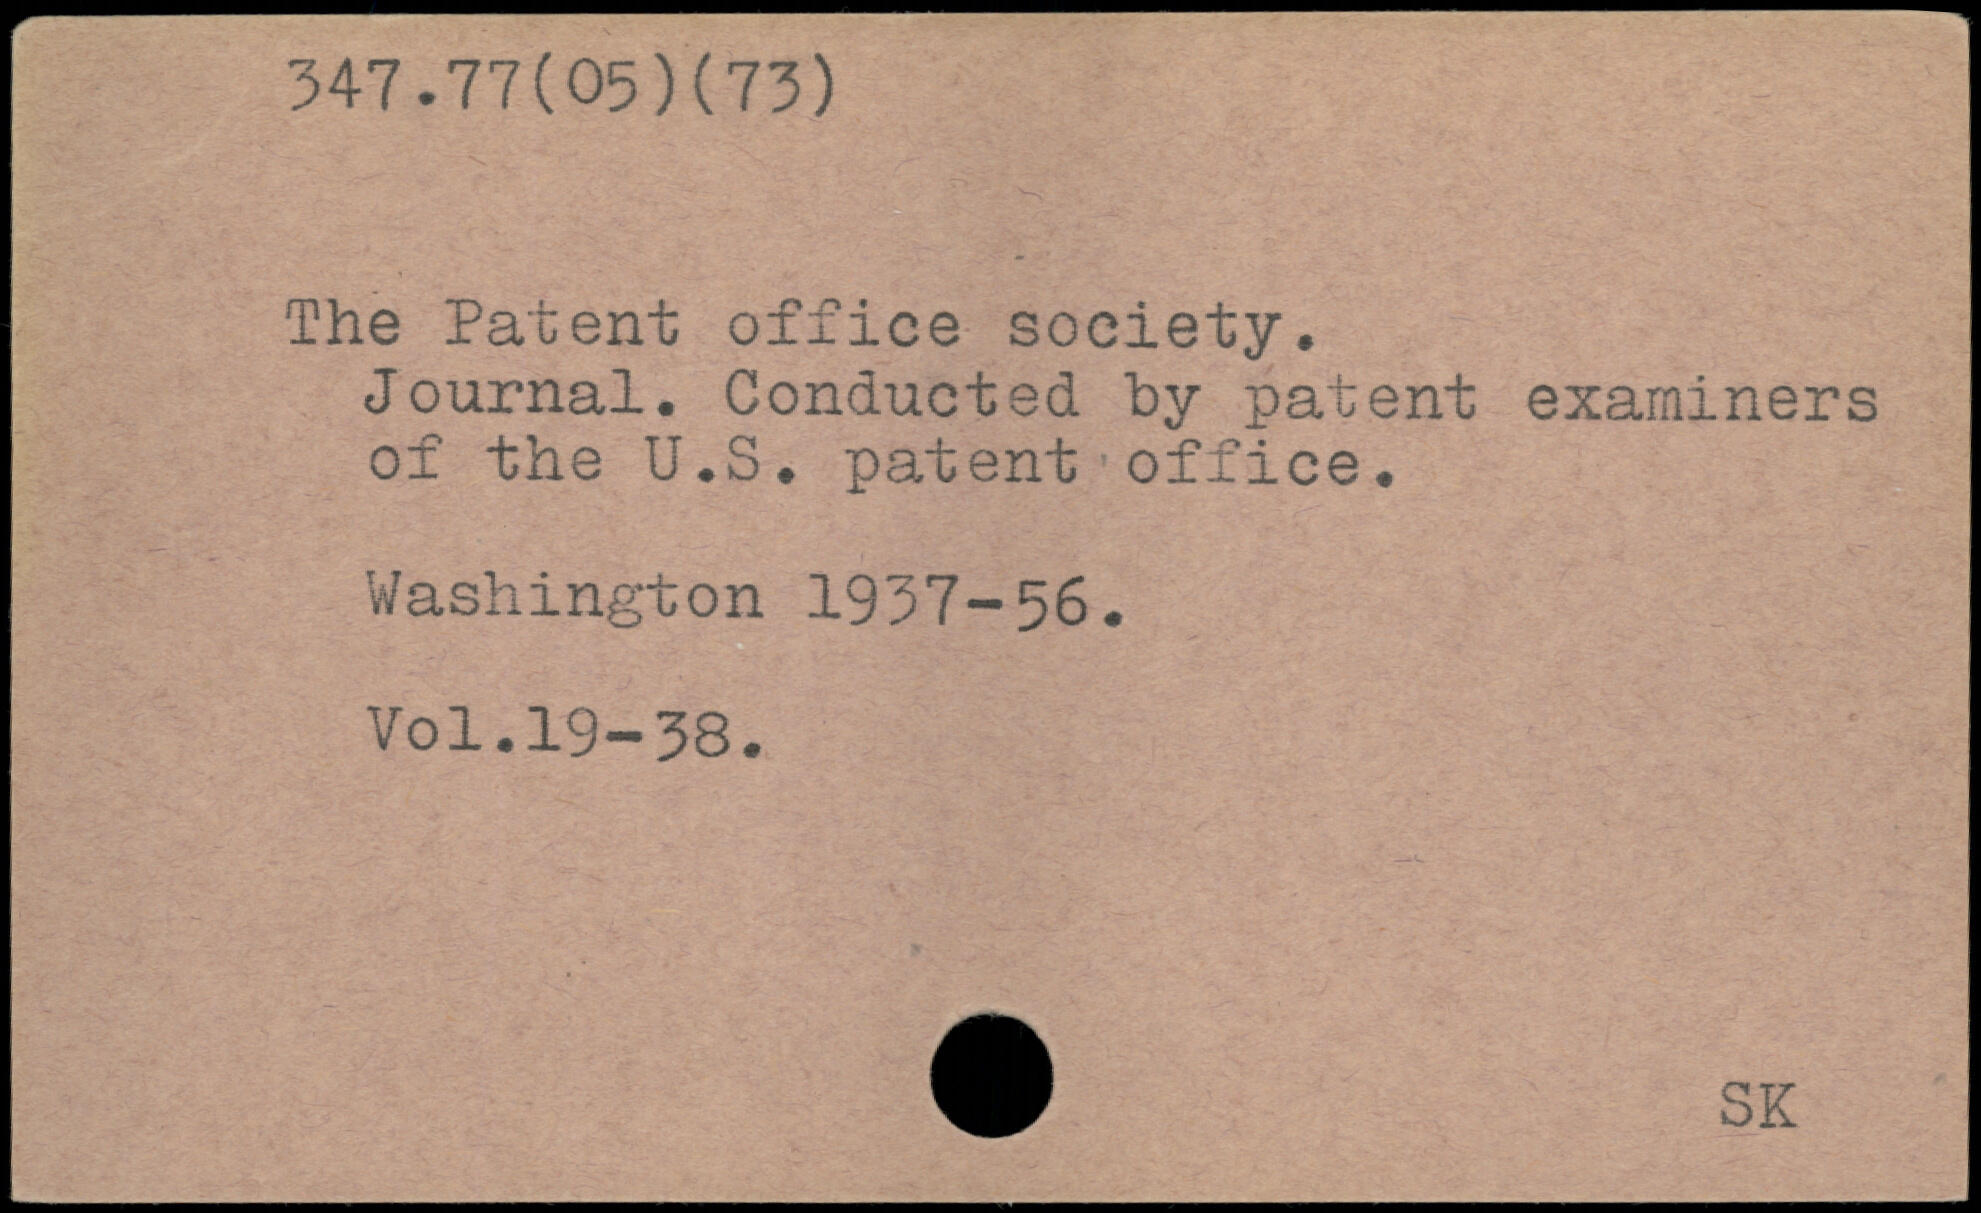 347.77(05)(73)
The Patent office society.
Journal. Conducted by patent examiners
of the U.S. patent office.
Washington 1937-56.
Vol.19-38.
SK